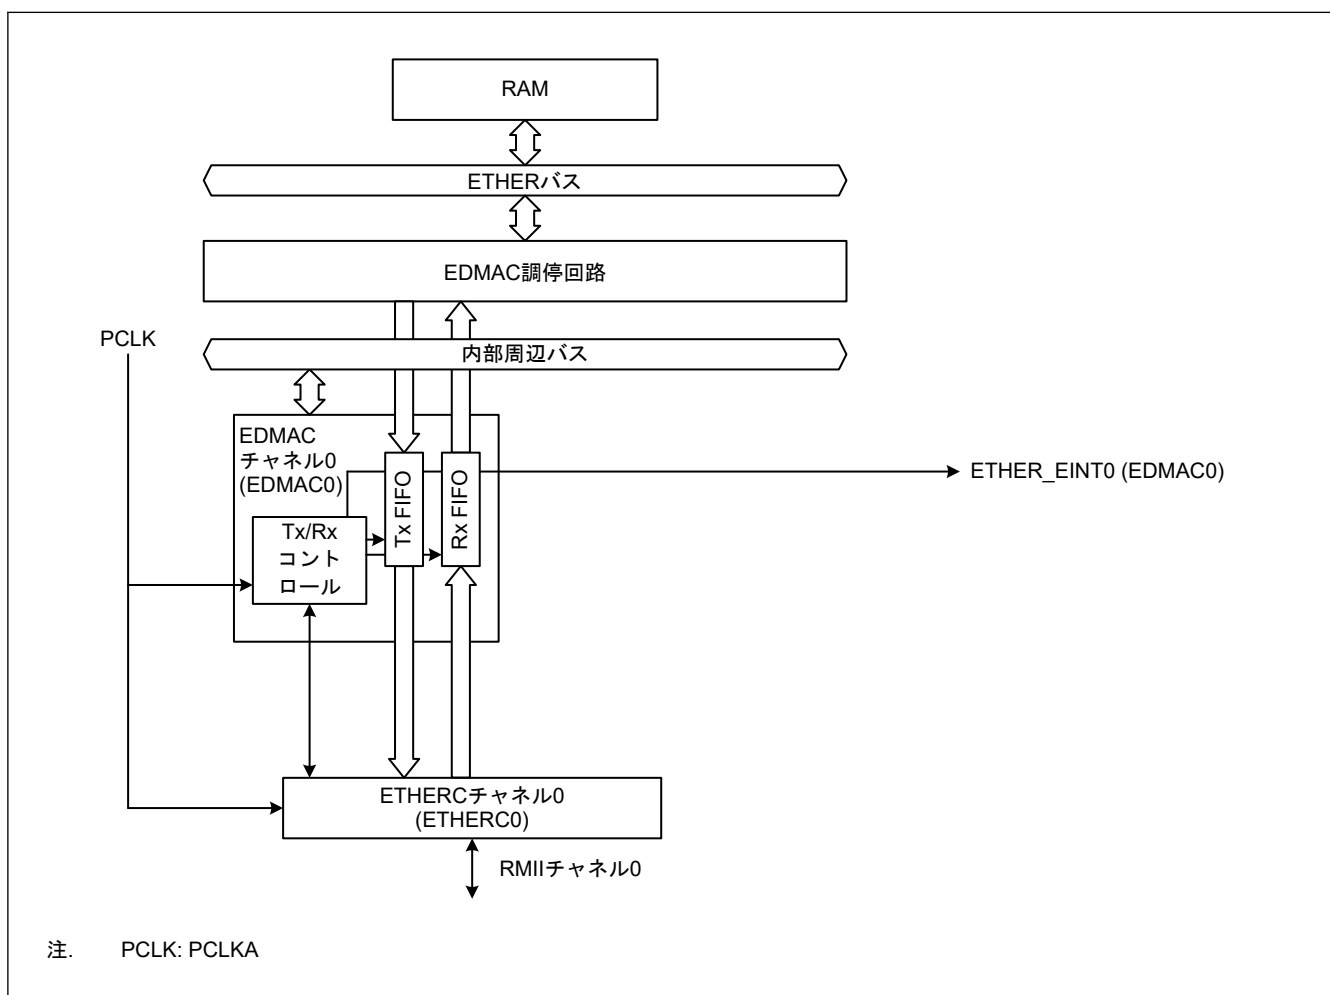 RAM
ETHERバス
EDMAC調停回路
PCLK
内部周辺バス
EDMAC
チャネル0
(EDMAC0)
Tx FIFO
Rx FIFO
ETHER_EINT0 (EDMAC0)
Tx/Rx
コント
ロール
ETHERCチャネル0
(ETHERC0)
RMIIチャネル0
注. PCLK: PCLKA